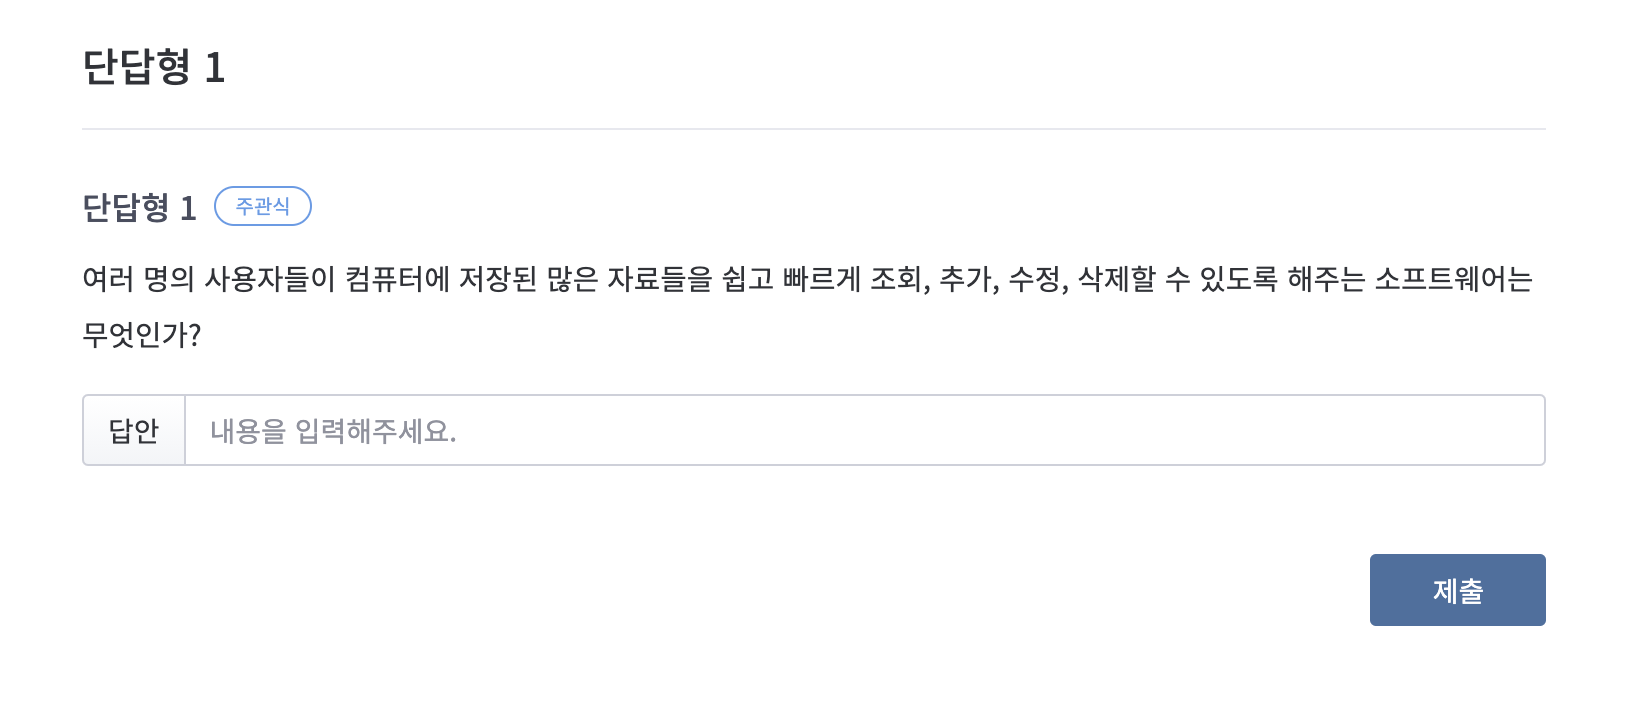 단답형 1
단답형 1 주관식
여러 명의 사용자들이 컴퓨터에 저장된 많은 자료들을 쉽고 빠르게 조회, 추가, 수정, 삭제할 수 있도록 해주는 소프트웨어는
무엇인가?
답안 내용을 입력해주세요.
제출